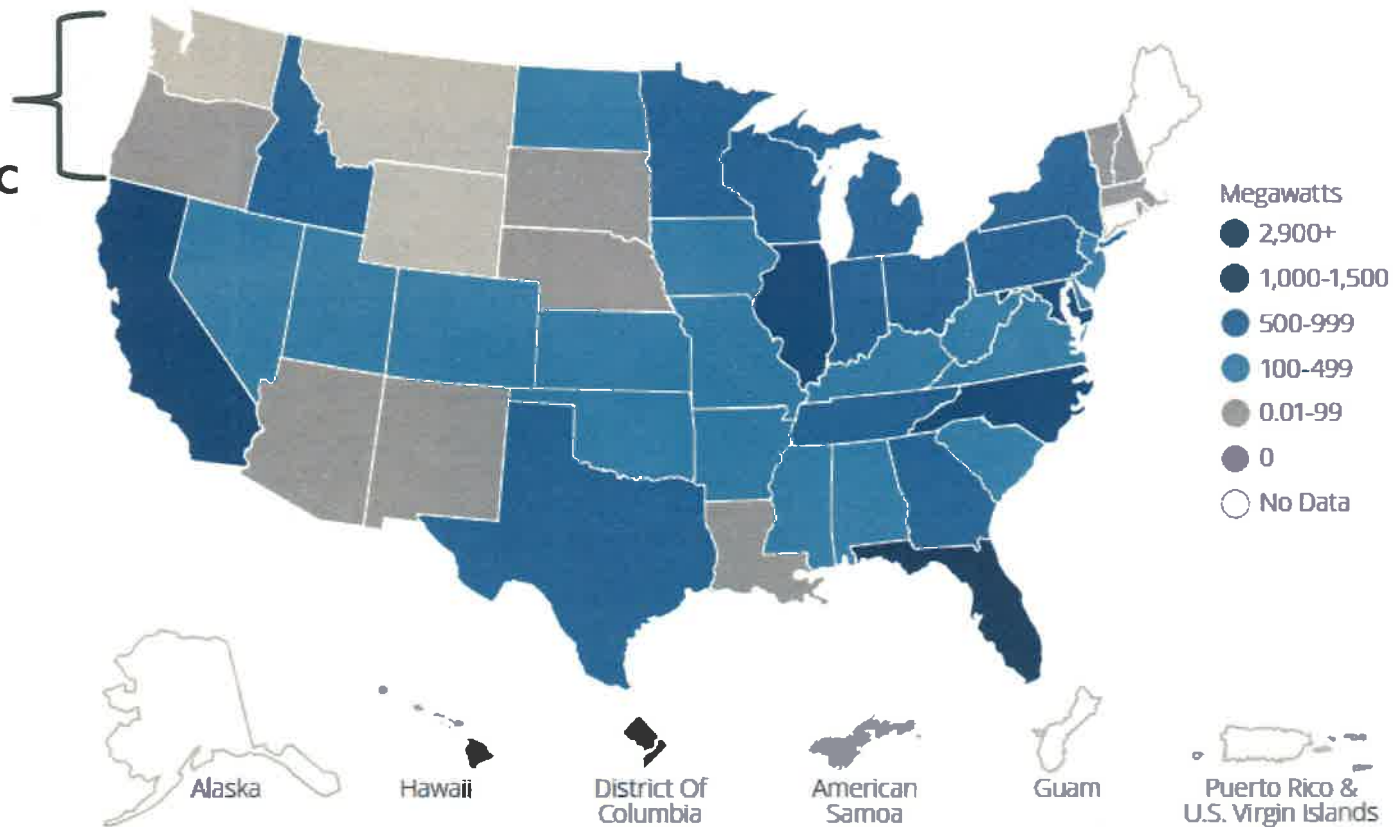 C
Megawatts
2,900+
1,000-1,500
500-999
100-499
0.01-99
0
No Data
Alaska
Hawaii
District Of
Columbia
American
Samoa
Guam
Puerto Rico &
U.S. Virgin Islands